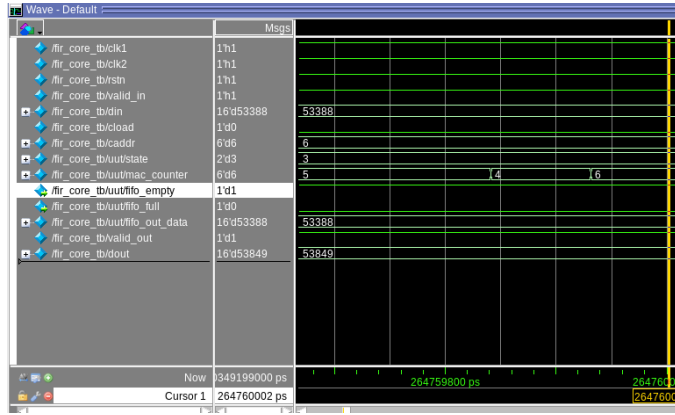 Wave - Default
Msgs
/fir_core_tb/clk1 1'h1
/fir_core_tb/clk2 1'h1
/fir_core_tb/rstn 1'h1
/fir_core_tb/valid_in 1'h1
/fir_core_tb/din 16'd53388 53388
/fir_core_tb/cload 1'd0
/fir_core_tb/caddr 6'd6 6
/fir_core_tb/uut/state 2'd3 3
/fir_core_tb/uut/mac_counter 6'd6 5 4 6
/fir_core_tb/uut/fifo_empty 1'd1
/fir_core_tb/uut/fifo_full 1'd0
/fir_core_tb/uut/fifo_out_data 16'd53388 53388
/fir_core_tb/valid_out 1'd1
/fir_core_tb/dout 16'd53849 53849
Now 0349199000 ps 264759800 ps 2647600
Cursor 1 264760002 ps 2647600